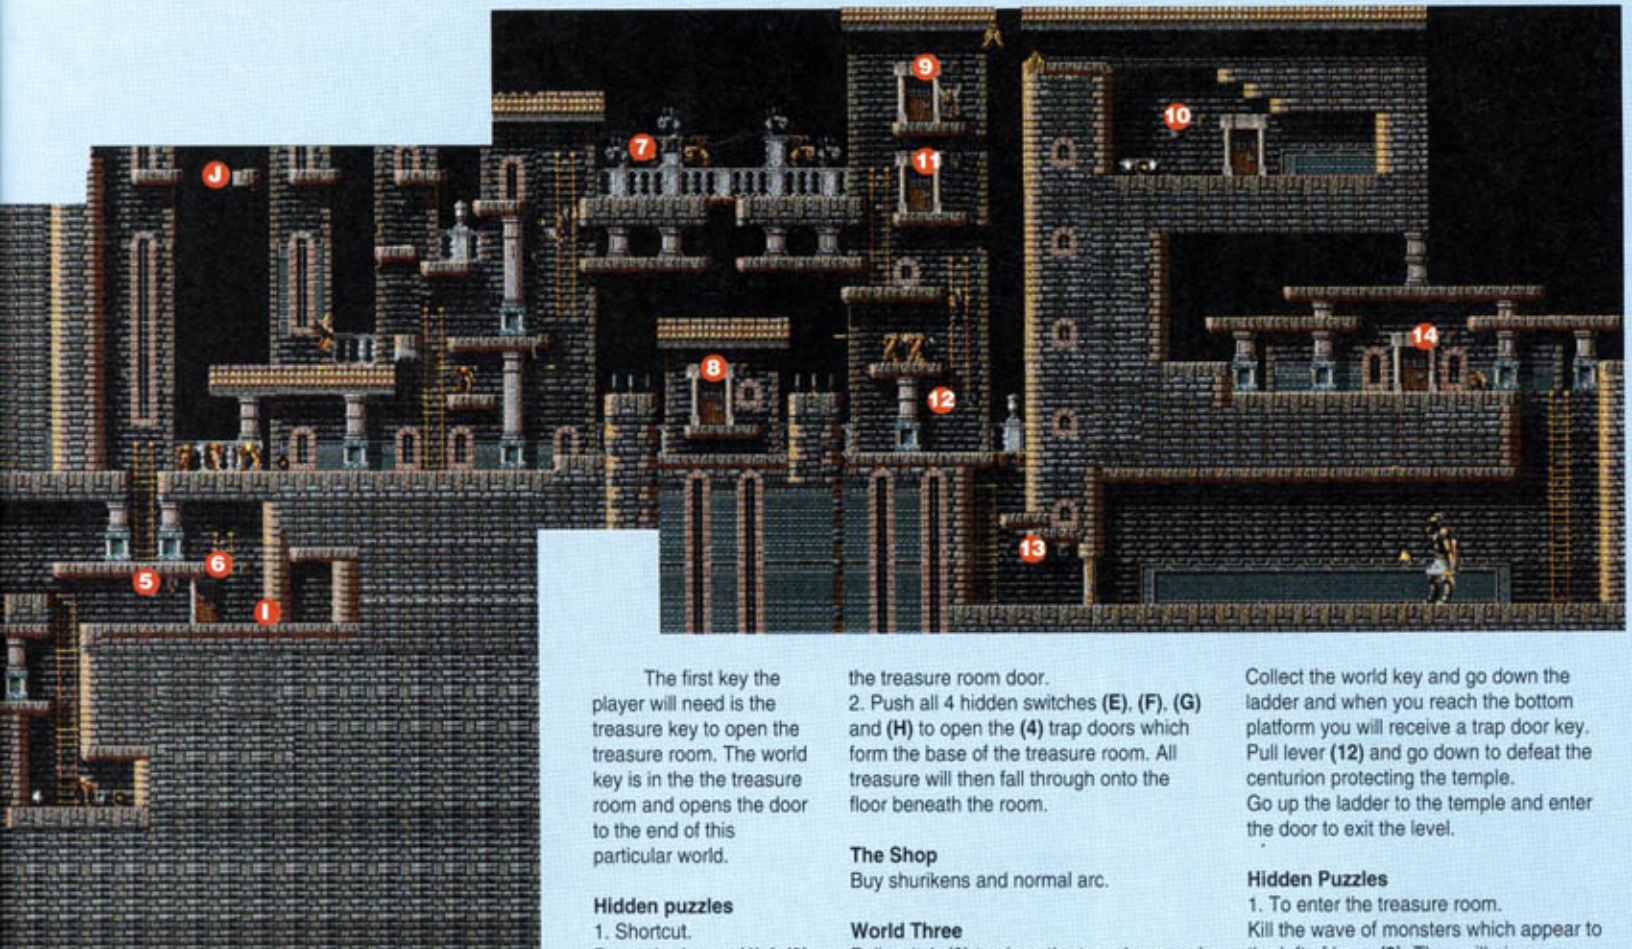 9
10
7
J
11
14
8
12
13
6
5
I
The first key the
player will need is the
treasure key to open the
treasure room. The world
key is in the the treasure
room and opens the door
to the end of this
particular world.
Hidden puzzles
1. Shortcut.
the treasure room door.
2. Push all 4 hidden switches (E), (F), (G)
and (H) to open the (4) trap doors which
form the base of the treasure room. All
treasure will then fall through onto the
floor beneath the room.
The Shop
Buy shurikens and normal arc.
World Three
Collect the world key and go down the
ladder and when you reach the bottom
platform you will receive a trap door key.
Pull lever (12) and go down to defeat the
centurion protecting the temple.
Go up the ladder to the temple and enter
the door to exit the level.
Hidden Puzzles
1. To enter the treasure room.
Kill the wave of monsters which appear to